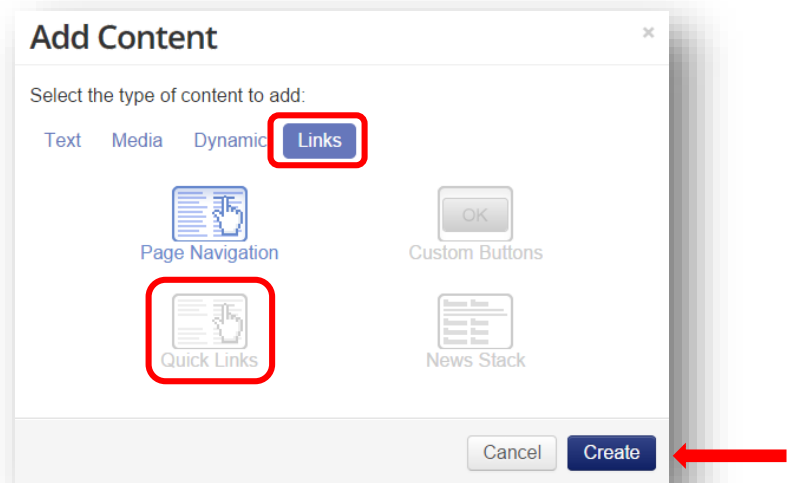 Add Content ×
Select the type of content to add:
Text Media Dynamic Links
OK
Page Navigation Custom Buttons
Quick Links News Stack
Cancel Create